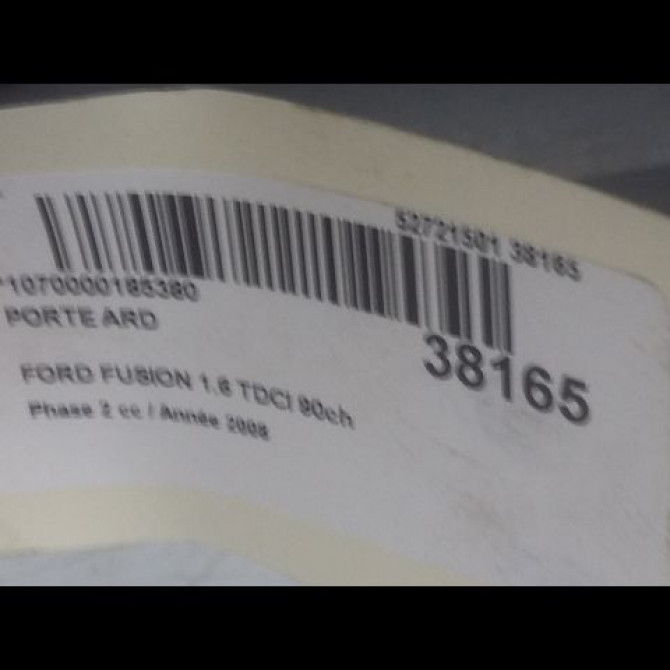 52721501 38165
*1070000185380
PORTE ARD
38165
FORD FUSION 1.6 TDCI 90ch
Phase 2 cc / Année 2008